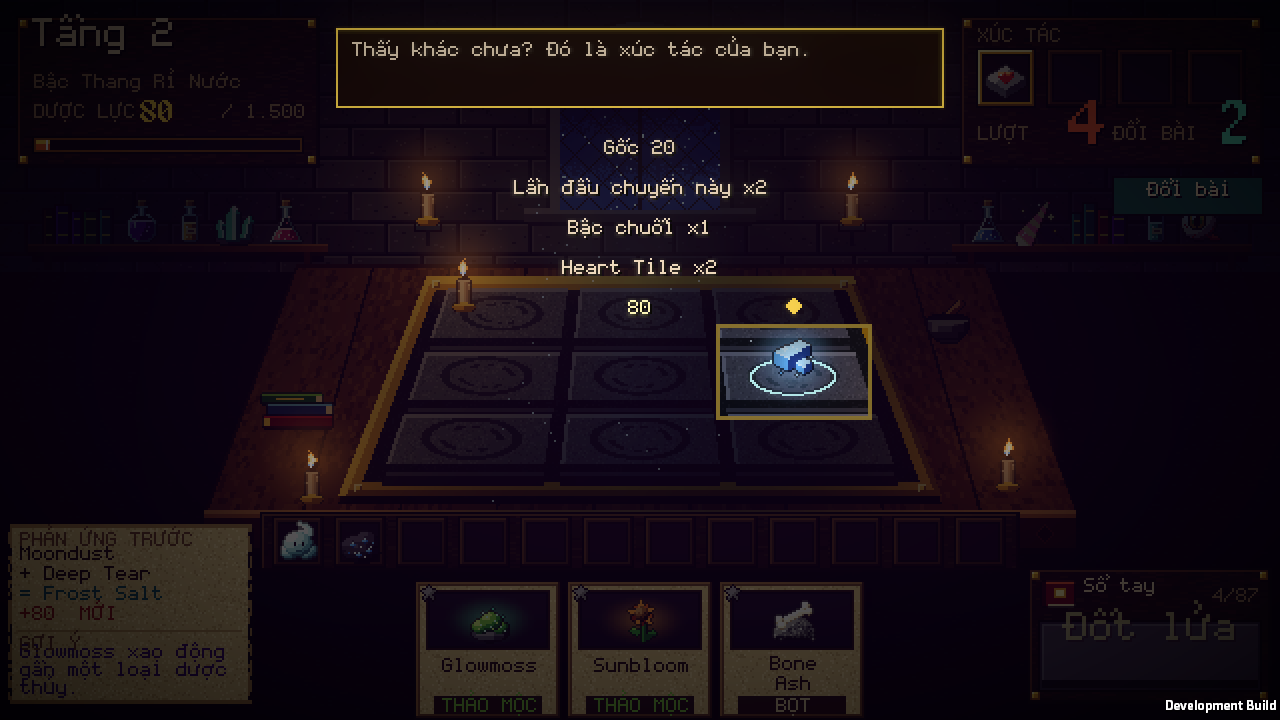 Tầng 2
Bậc Thang Rỉ Nước
DƯỢC LỰC 80 / 1.500
Thấy khác chưa? Đó là xúc tác của bạn.
XÚC TÁC
LƯỢT 4 ĐỔI BÀI 2
Đổi bài
Gốc 20
Lần đầu chuyến này x2
Bậc chuỗi x1
Heart Tile x2
80
PHẢN ỨNG TRƯỚC
Moondust
+ Deep Tear
= Frost Salt
+80 MỚI
GỢI Ý
Glowmoss xao động
gần một loại dược
thủy.
Glowmoss
THẢO MỘC
Sunbloom
THẢO MỘC
Bone
Ash
BỘT
Sổ tay
4/87
Đốt lửa
Development Build